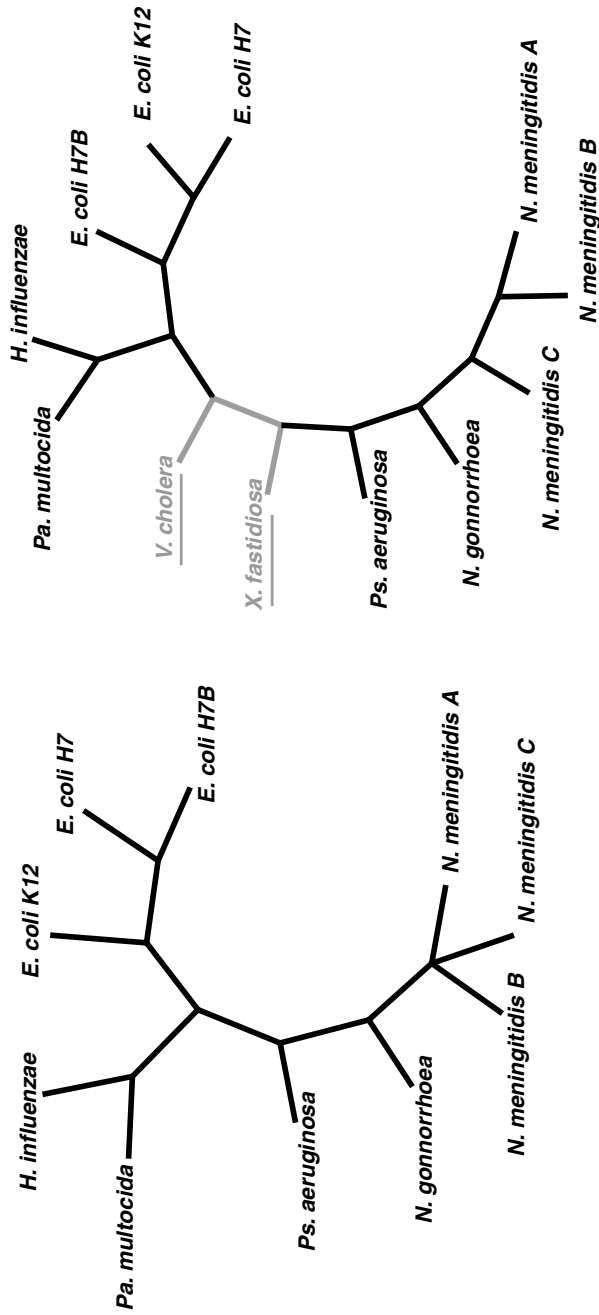 H. influenzae
Pa. multocida
E. coli H7B
E. coli K12
E. coli H7
V. cholera
X. fastidiosa
Ps. aeruginosa
N. gonnorrhoea
N. meningitidis C
N. meningitidis A
N. meningitidis B
H. influenzae
Pa. multocida
E. coli K12
E. coli H7
E. coli H7B
Ps. aeruginosa
N. gonnorrhoea
N. meningitidis B
N. meningitidis A
N. meningitidis C